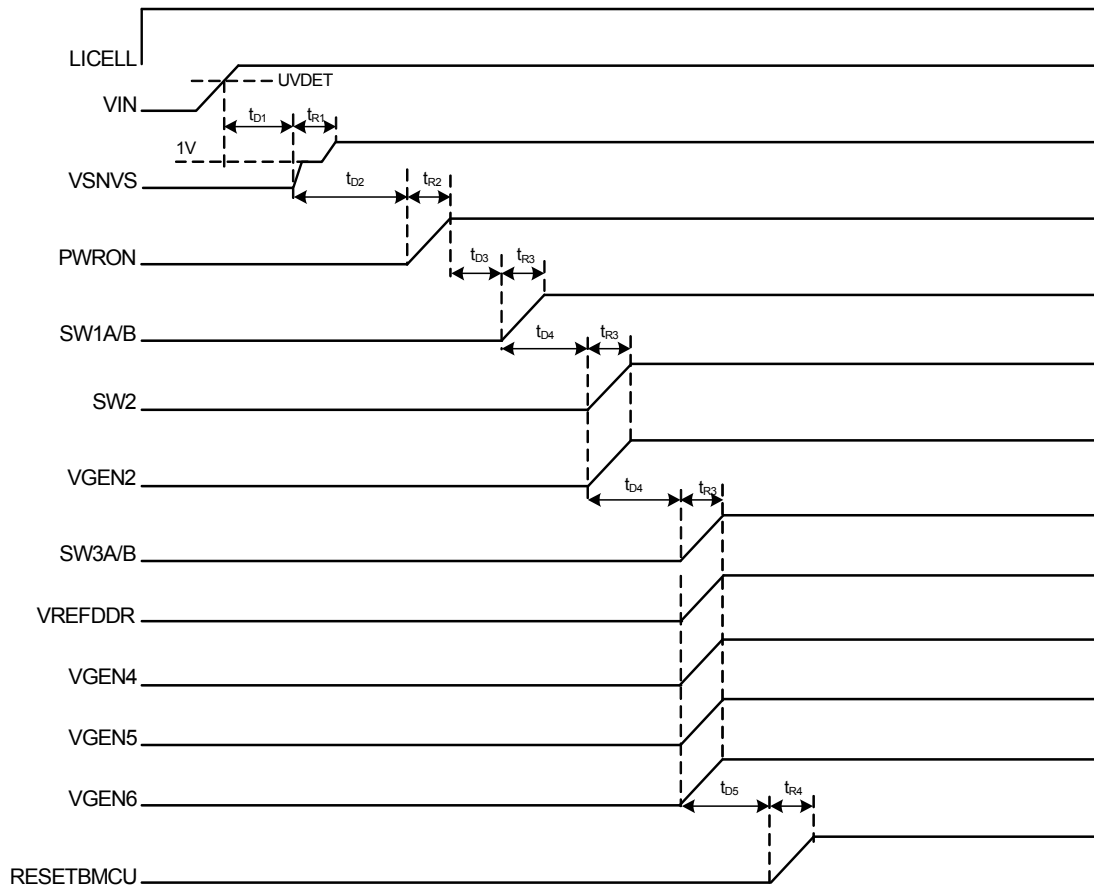 LICELL
UVDET
VIN
tD1 tR1
1V
VSNVS
tD2 tR2
PWRON
tD3 tR3
SW1A/B
tD4 tR3
SW2
VGEN2
tD4 tR3
SW3A/B
VREFDDR
VGEN4
VGEN5
VGEN6
tD5 tR4
RESETBMCU